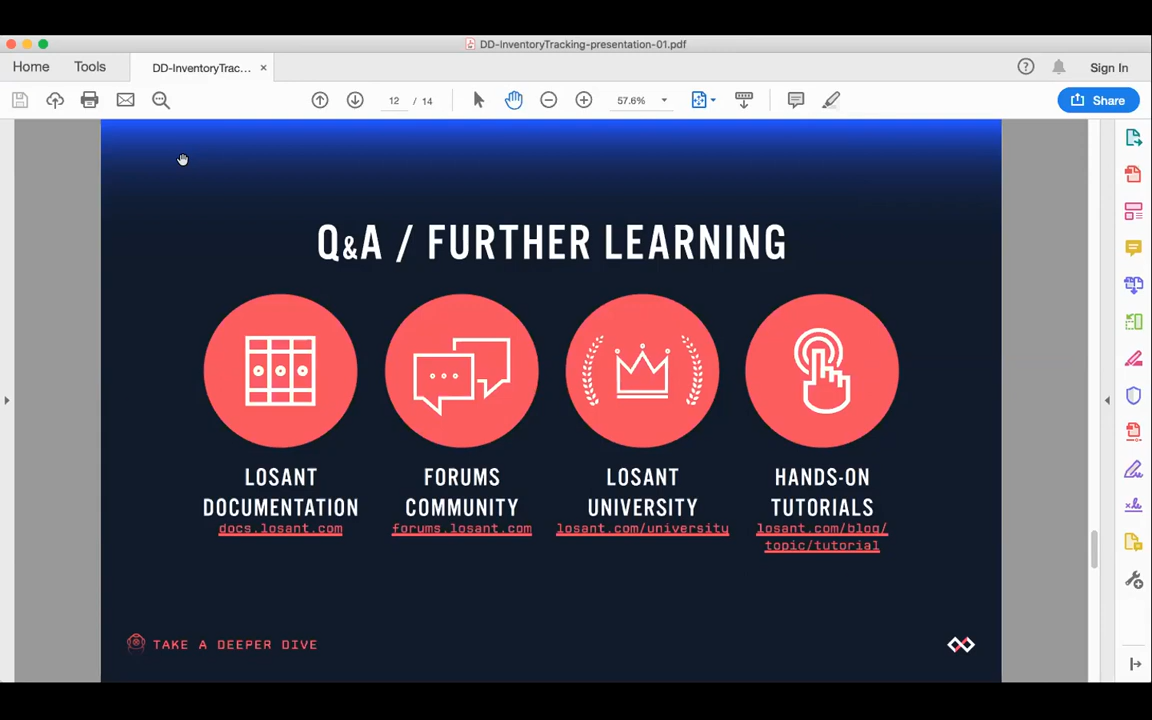 DD-InventoryTracking-presentation-01.pdf
Home Tools DD-InventoryTrac... × Sign In
12 / 14 57.6% Share
Q&A / FURTHER LEARNING
LOSANT
DOCUMENTATION
docs.losant.com
FORUMS
COMMUNITY
forums.losant.com
LOSANT
UNIVERSITY
losant.com/university
HANDS-ON
TUTORIALS
losant.com/blog/
topic/tutorial
TAKE A DEEPER DIVE